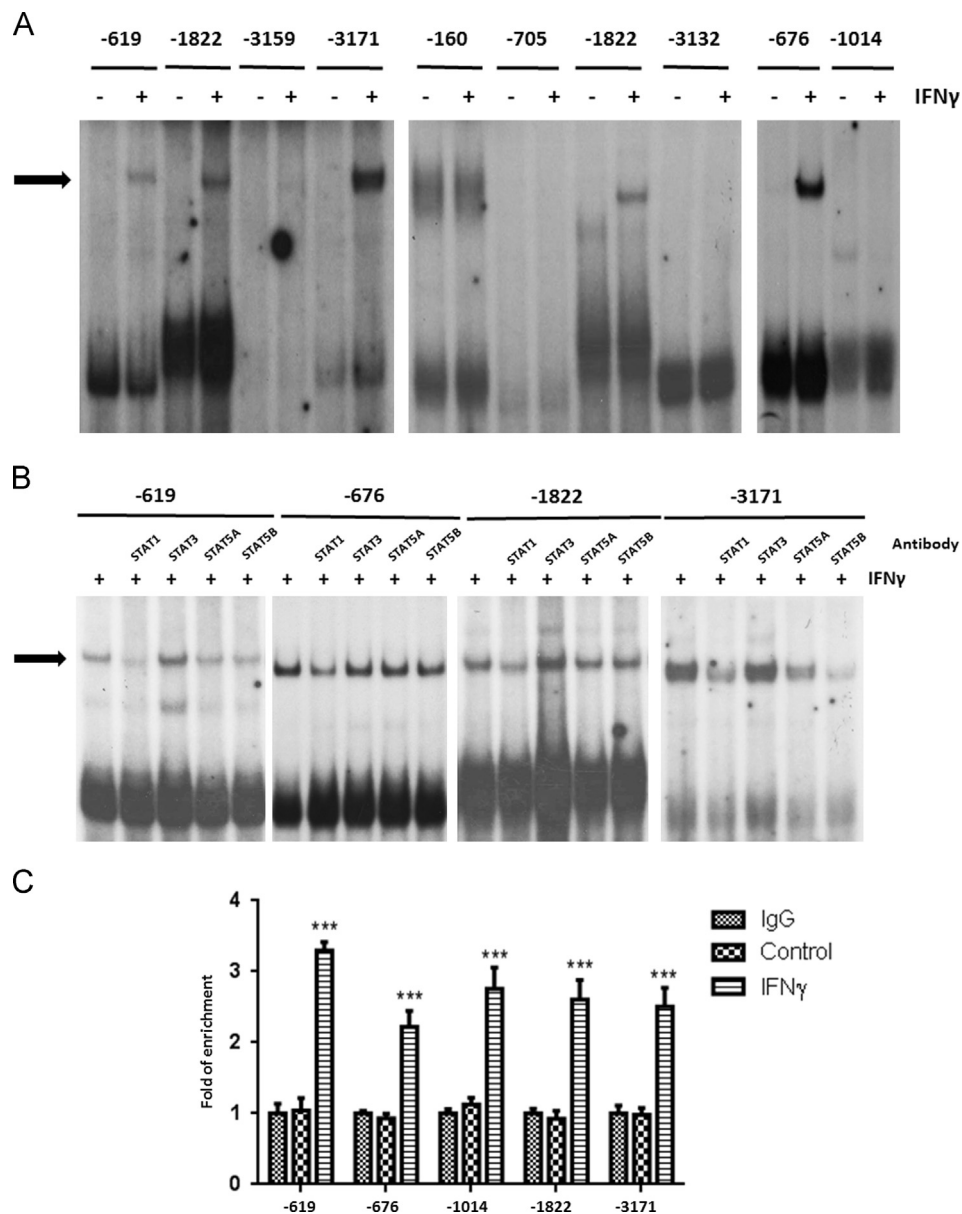 A
-619 -1822 -3159 -3171 -160 -705 -1822 -3132 -676 -1014
- + - + - + - + - + - + - + - + - + - + IFNγ
B
-619 -676 -1822 -3171
STAT1 STAT3 STAT5A STAT5B STAT1 STAT3 STAT5A STAT5B STAT1 STAT3 STAT5A STAT5B STAT1 STAT3 STAT5A STAT5B Antibody
+ + + + + + + + + + + + + + + + + + + + IFNγ
C
Fold of enrichment
4
3
2
1
0
*** *** *** *** ***
-619 -676 -1014 -1822 -3171
IgG
Control
IFNγ